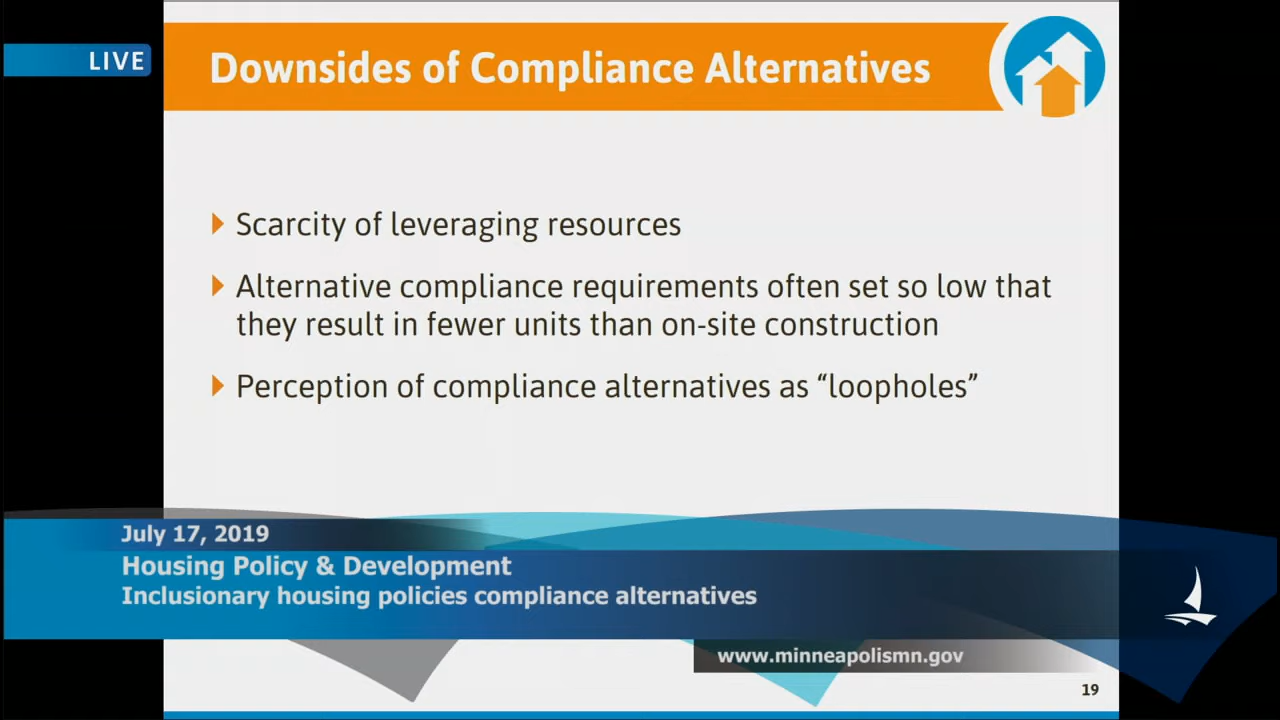 LIVE
Downsides of Compliance Alternatives
Scarcity of leveraging resources
Alternative compliance requirements often set so low that
they result in fewer units than on-site construction
Perception of compliance alternatives as “loopholes”
July 17, 2019
Housing Policy & Development
Inclusionary housing policies compliance alternatives
www.minneapolismn.gov
19